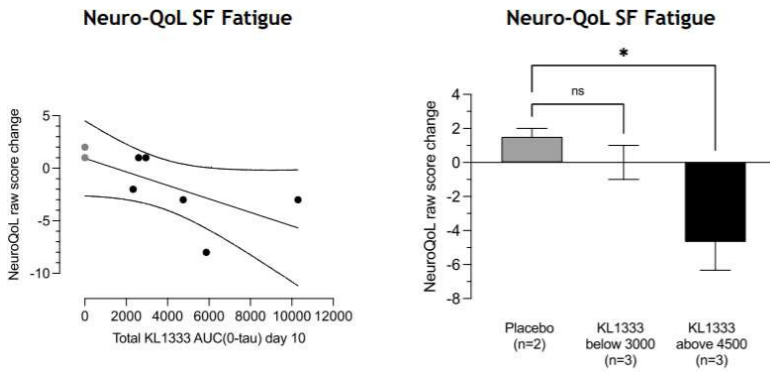 Neuro-QoL SF Fatigue
NeuroQoL raw score change
5
0
-5
-10
0
2000
4000
6000
8000
10000
12000
Total KL1333 AUC(0-tau) day 10
Neuro-QoL SF Fatigue
NeuroQoL raw score change
4
2
0
-2
-4
-6
-8
*
ns
Placebo
(n=2)
KL1333
below 3000
(n=3)
KL1333
above 4500
(n=3)